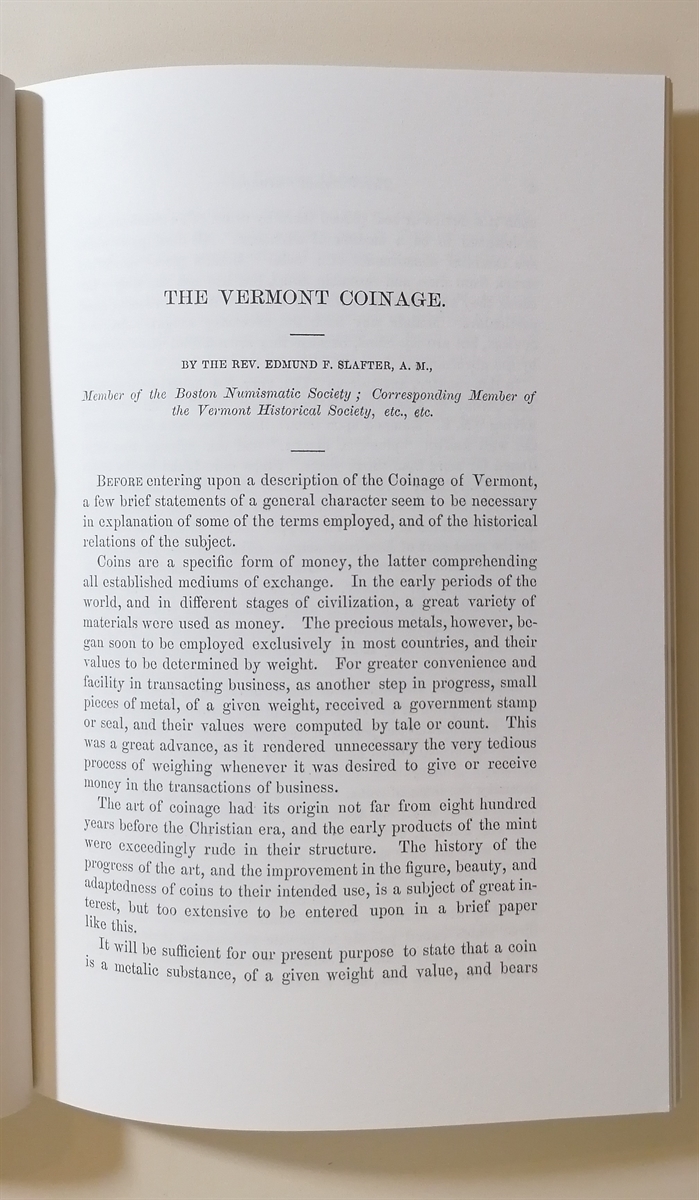 THE VERMONT COINAGE.
BY THE REV. EDMUND F. SLAFTER, A. M.,
Member of the Boston Numismatic Society ; Corresponding Member of
the Vermont Historical Society, etc., etc.
BEFORE entering upon a description of the Coinage of Vermont,
a few brief statements of a general character seem to be necessary
in explanation of some of the terms employed, and of the historical
relations of the subject.
Coins are a specific form of money, the latter comprehending
all established mediums of exchange. In the early periods of the
world, and in different stages of civilization, a great variety of
materials were used as money. The precious metals, however, be-
gan soon to be employed exclusively in most countries, and their
values to be determined by weight. For greater convenience and
facility in transacting business, as another step in progress, small
pieces of metal, of a given weight, received a government stamp
or seal, and their values were computed by tale or count. This
was a great advance, as it rendered unnecessary the very tedious
process of weighing whenever it was desired to give or receive
money in the transactions of business.
The art of coinage had its origin not far from eight hundred
years before the Christian era, and the early products of the mint
were exceedingly rude in their structure. The history of the
progress of the art, and the improvement in the figure, beauty, and
adaptedness of coins to their intended use, is a subject of great in-
terest, but too extensive to be entered upon in a brief paper
like this.
It will be sufficient for our present purpose to state that a coin
is a metalic substance, of a given weight and value, and bears